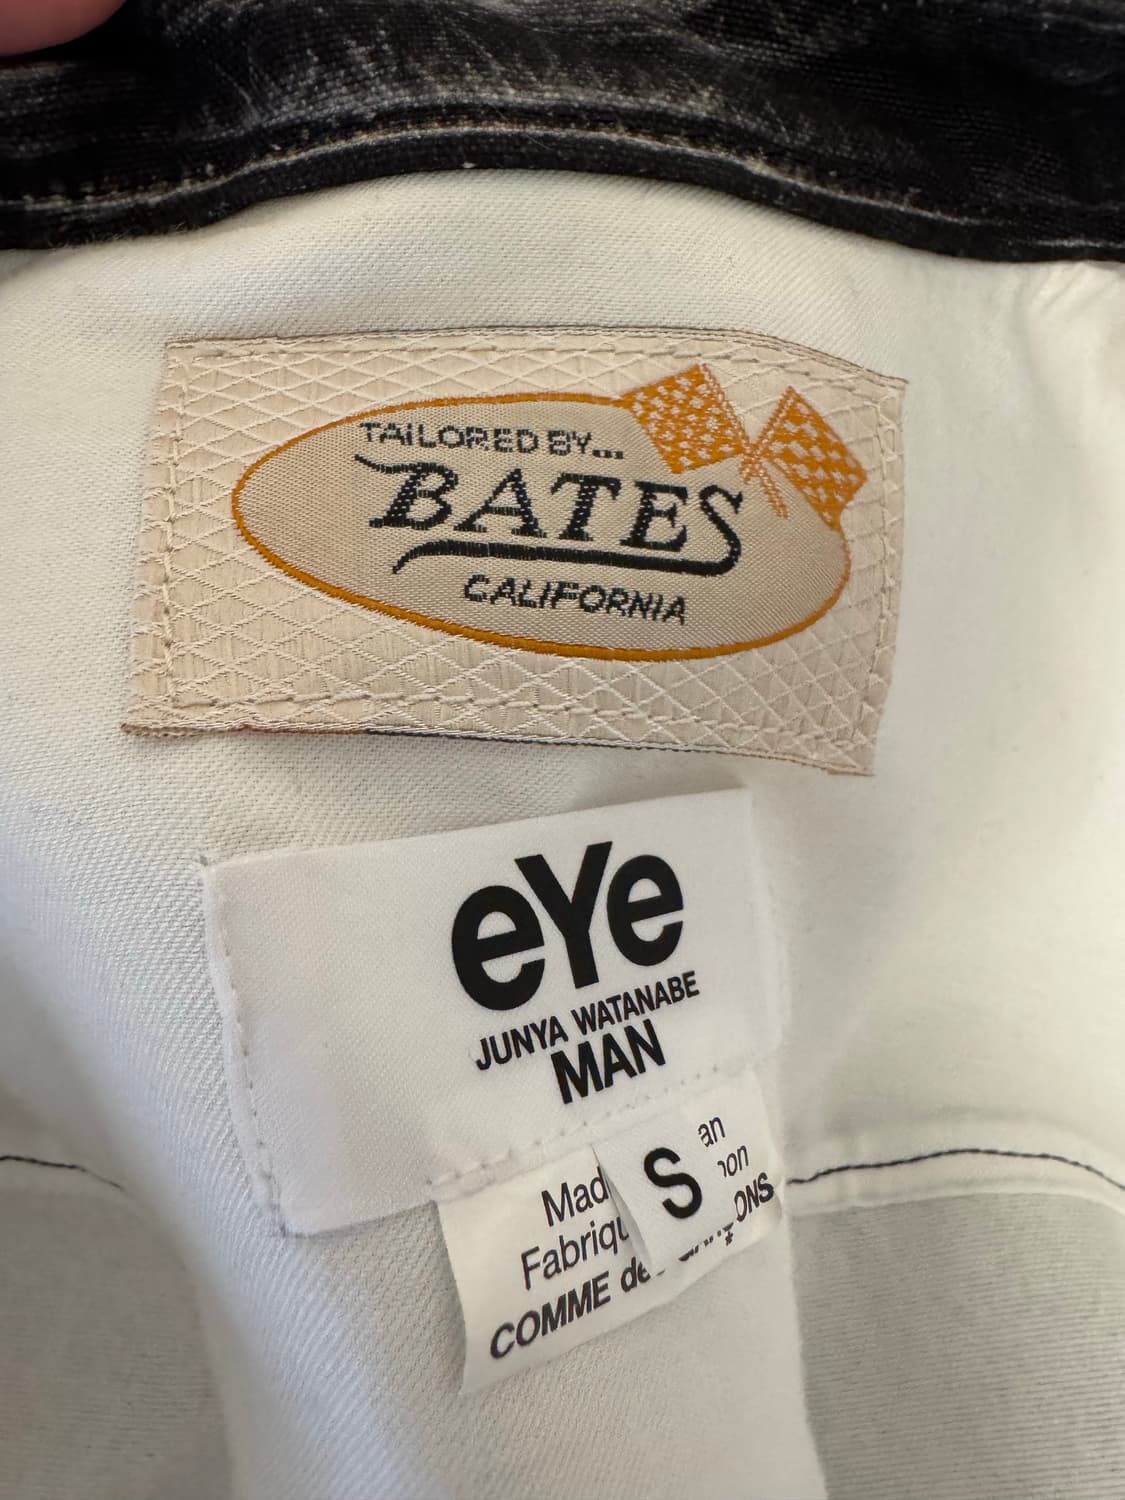 TAILORED BY...
BATES
CALIFORNIA
eYe
JUNYA WATANABE
MAN
S
COMME